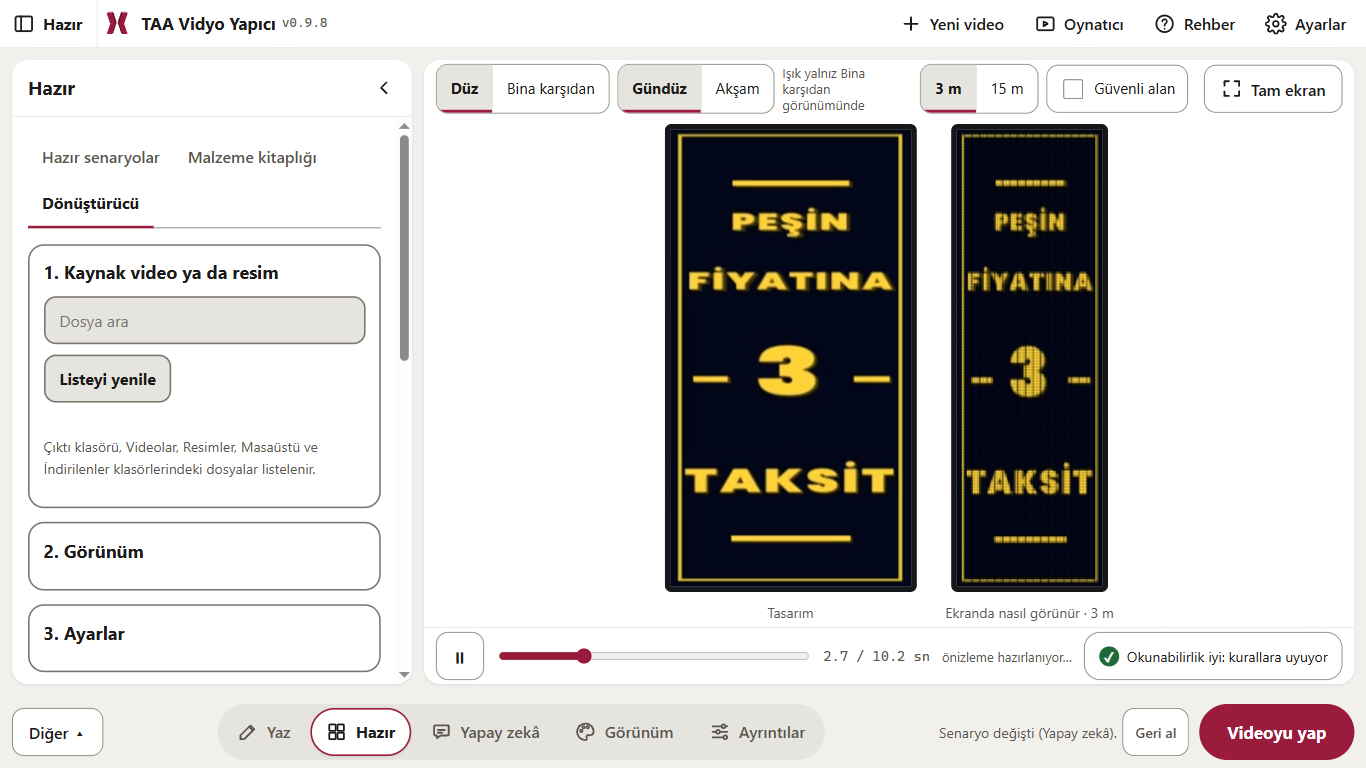 Hazır
TAA Vidyo Yapıcı v0.9.8
Yeni video
Oynatıcı
Rehber
Ayarlar
Hazır
Hazır senaryolar
Malzeme kitaplığı
Dönüştürücü
1. Kaynak video ya da resim
Dosya ara
Listeyi yenile
Çıktı klasörü, Videolar, Resimler, Masaüstü ve
İndirilenler klasörlerindeki dosyalar listelenir.
2. Görünüm
3. Ayarlar
Düz
Bina karşıdan
Gündüz
Akşam
Işık yalnız Bina
karşıdan
görünümünde
3 m
15 m
Güvenli alan
Tam ekran
PEŞİN
FİYATINA
3
TAKSİT
Tasarım
PEŞİN
FİYATINA
3
TAKSİT
Ekranda nasıl görünür · 3 m
2.7 / 10.2 sn
önizleme hazırlanıyor...
Okunabilirlik iyi: kurallara uyuyor
Diğer
Yaz
Hazır
Yapay zekâ
Görünüm
Ayrıntılar
Senaryo değişti (Yapay zekâ).
Geri al
Videoyu yap